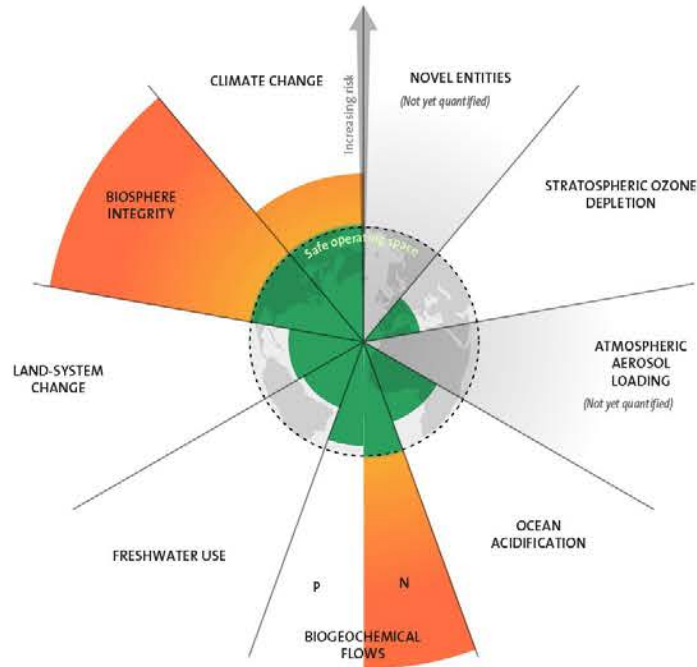 CLIMATE CHANGE
Increasing risk
NOVEL ENTITIES
(Not yet quantified)
STRATOSPHERIC OZONE
DEPLETION
BIOSPHERE
INTEGRITY
Safe operating space
ATMOSPHERIC
AEROSOL
LOADING
(Not yet quantified)
LAND-SYSTEM
CHANGE
OCEAN
ACIDIFICATION
FRESHWATER USE
P
N
BIOGEOCHEMICAL
FLOWS